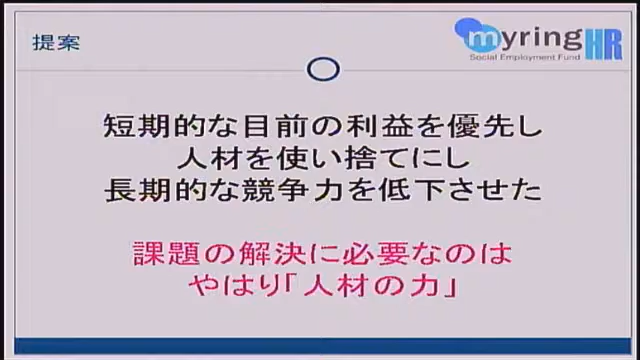 提案
myring HR
Social Employment Fund
短期的な目前の利益を優先し
人材を使い捨てにし
長期的な競争力を低下させた
課題の解決に必要なのは
やはり「人材の力」